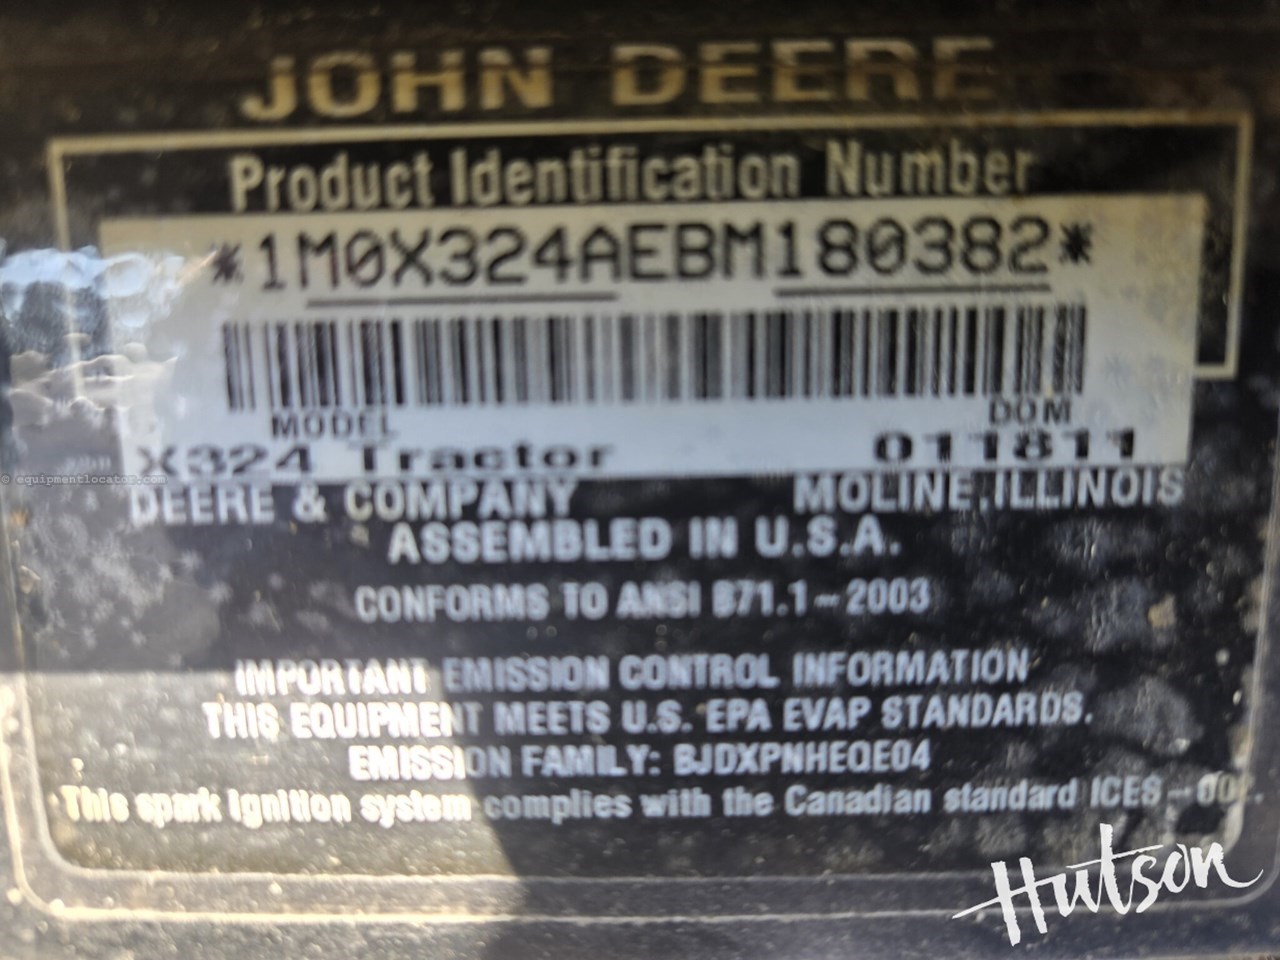 JOHN DEERE
Product Identification Number
*1M0X324AEBM180382*
MODEL
DOM
X324 Tractor
011811
© equipmentlocator.com
DEERE & COMPANY
MOLINE, ILLINOIS
ASSEMBLED IN U.S.A.
CONFORMS TO ANSI B71.1-2003
IMPORTANT EMISSION CONTROL INFORMATION
THIS EQUIPMENT MEETS U.S. EPA EVAP STANDARDS.
EMISSION FAMILY: BJDXPNHEQE04
This spark ignition system complies with the Canadian standard
Hutson